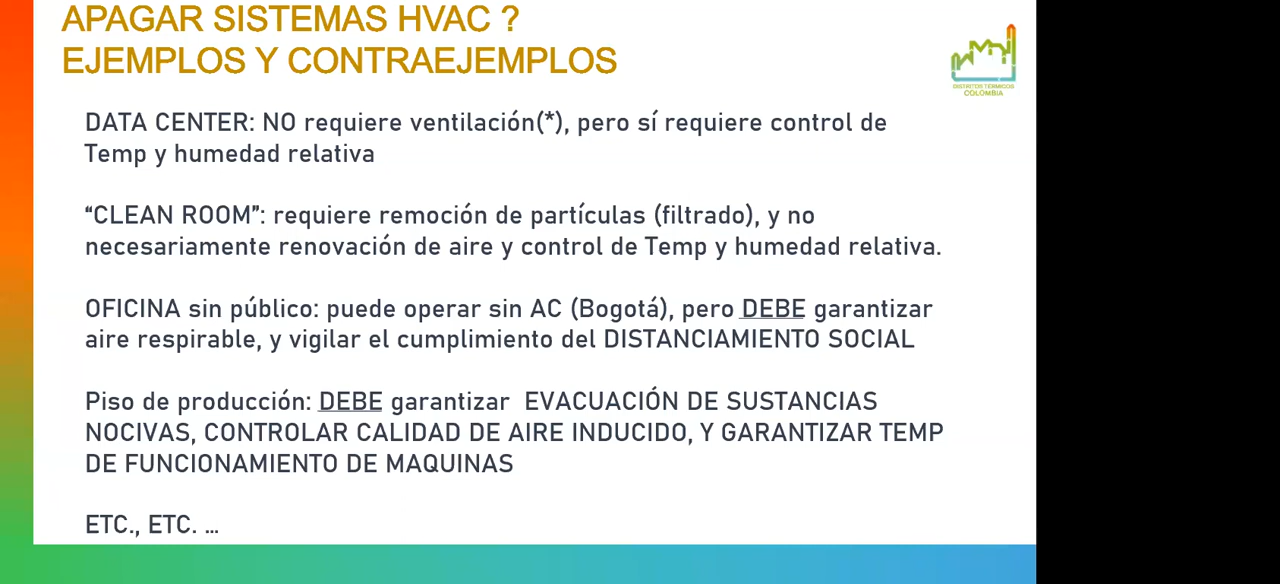 APAGAR SISTEMAS HVAC ?
EJEMPLOS Y CONTRAEJEMPLOS
DISTRITOS TÉRMICOS
COLOMBIA
DATA CENTER: NO requiere ventilación(*), pero sí requiere control de
Temp y humedad relativa
“CLEAN ROOM”: requiere remoción de partículas (filtrado), y no
necesariamente renovación de aire y control de Temp y humedad relativa.
OFICINA sin público: puede operar sin AC (Bogotá), pero DEBE garantizar
aire respirable, y vigilar el cumplimiento del DISTANCIAMIENTO SOCIAL
Piso de producción: DEBE garantizar EVACUACIÓN DE SUSTANCIAS
NOCIVAS, CONTROLAR CALIDAD DE AIRE INDUCIDO, Y GARANTIZAR TEMP
DE FUNCIONAMIENTO DE MAQUINAS
ETC., ETC. ...